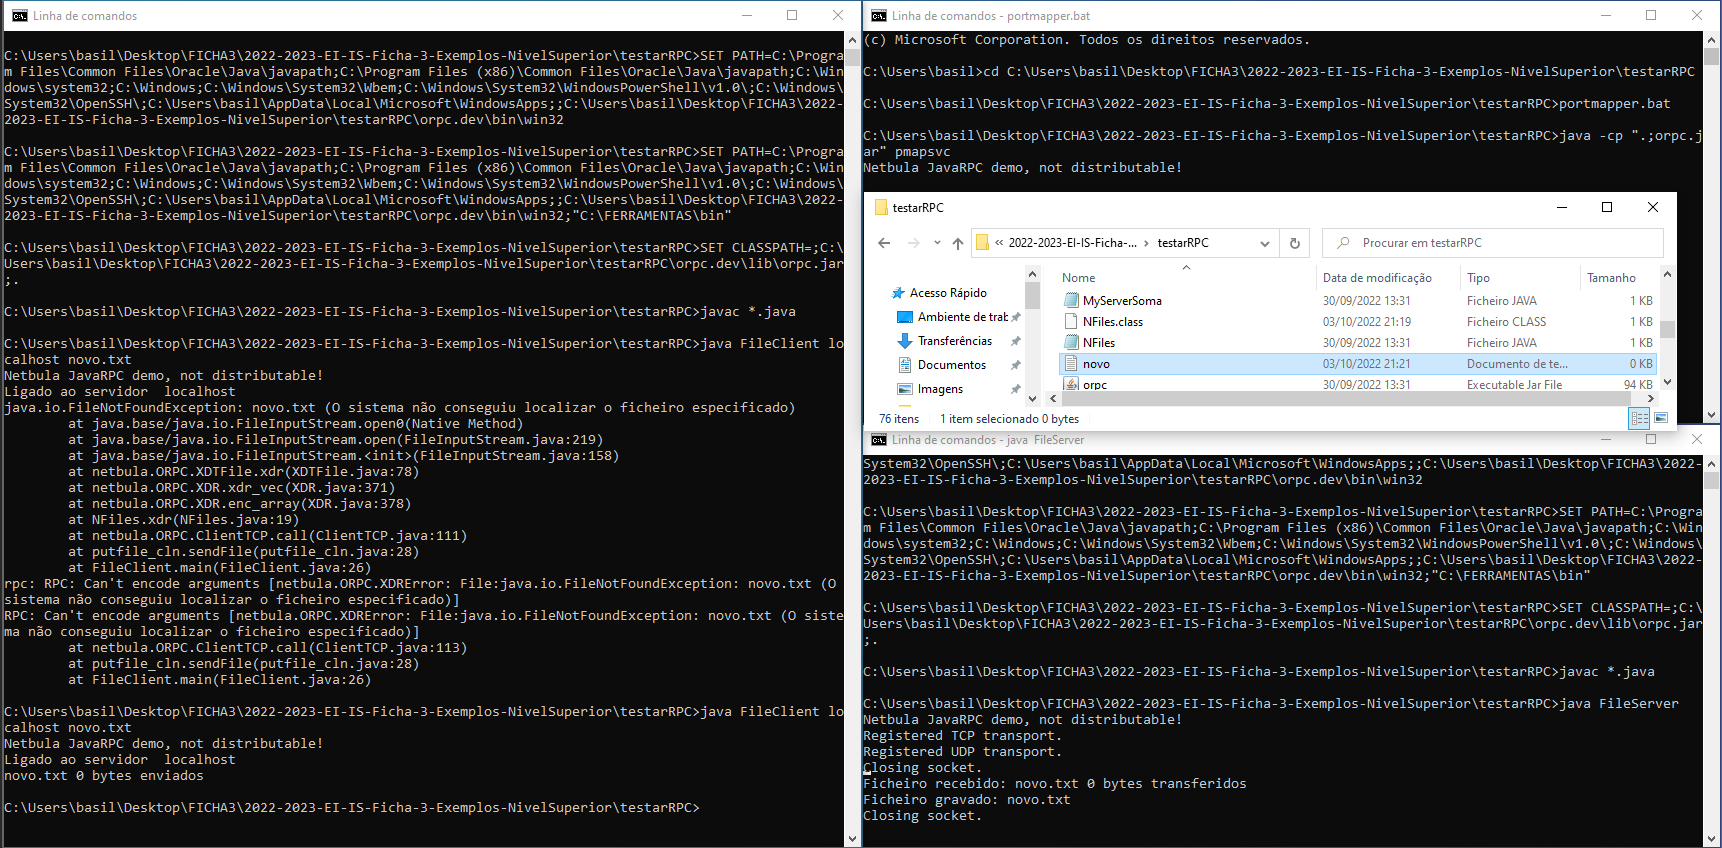 Linha de comandos
C:\Users\basil\Desktop\FICHA3\2022-2023-EI-IS-Ficha-3-Exemplos-NivelSuperior\testarRPC>SET PATH=C:\Progra
m Files\Common Files\Oracle\Java\javapath;C:\Program Files (x86)\Common Files\Oracle\Java\javapath;C:\Win
dows\system32;C:\Windows;C:\Windows\System32\Wbem;C:\Windows\System32\WindowsPowerShell\v1.0\;C:\Windows\
System32\OpenSSH\;C:\Users\basil\AppData\Local\Microsoft\WindowsApps;;C:\Users\basil\Desktop\FICHA3\2022-
2023-EI-IS-Ficha-3-Exemplos-NivelSuperior\testarRPC\orpc.dev\bin\win32
C:\Users\basil\Desktop\FICHA3\2022-2023-EI-IS-Ficha-3-Exemplos-NivelSuperior\testarRPC>SET PATH=C:\Progra
m Files\Common Files\Oracle\Java\javapath;C:\Program Files (x86)\Common Files\Oracle\Java\javapath;C:\Win
dows\system32;C:\Windows;C:\Windows\System32\Wbem;C:\Windows\System32\WindowsPowerShell\v1.0\;C:\Windows\
System32\OpenSSH\;C:\Users\basil\AppData\Local\Microsoft\WindowsApps;;C:\Users\basil\Desktop\FICHA3\2022-
2023-EI-IS-Ficha-3-Exemplos-NivelSuperior\testarRPC\orpc.dev\bin\win32;"C:\FERRAMENTAS\bin"
C:\Users\basil\Desktop\FICHA3\2022-2023-EI-IS-Ficha-3-Exemplos-NivelSuperior\testarRPC>SET CLASSPATH=;C:\
Users\basil\Desktop\FICHA3\2022-2023-EI-IS-Ficha-3-Exemplos-NivelSuperior\testarRPC\orpc.dev\lib\orpc.jar
;.
C:\Users\basil\Desktop\FICHA3\2022-2023-EI-IS-Ficha-3-Exemplos-NivelSuperior\testarRPC>javac *.java
C:\Users\basil\Desktop\FICHA3\2022-2023-EI-IS-Ficha-3-Exemplos-NivelSuperior\testarRPC>java FileClient lo
calhost novo.txt
Netbula JavaRPC demo, not distributable!
Ligado ao servidor  localhost
java.io.FileNotFoundException: novo.txt (O sistema não conseguiu localizar o ficheiro especificado)
at java.base/java.io.FileInputStream.open0(Native Method)
at java.base/java.io.FileInputStream.open(FileInputStream.java:219)
at java.base/java.io.FileInputStream.<init>(FileInputStream.java:158)
at netbula.ORPC.XDTFile.xdr(XDTFile.java:78)
at netbula.ORPC.XDR.xdr_vec(XDR.java:371)
at netbula.ORPC.XDR.enc_array(XDR.java:378)
at NFiles.xdr(NFiles.java:19)
at netbula.ORPC.ClientTCP.call(ClientTCP.java:111)
at putfile_cln.sendFile(putfile_cln.java:28)
at FileClient.main(FileClient.java:26)
rpc: RPC: Can't encode arguments [netbula.ORPC.XDRError: File:java.io.FileNotFoundException: novo.txt (O
sistema não conseguiu localizar o ficheiro especificado)]
RPC: Can't encode arguments [netbula.ORPC.XDRError: File:java.io.FileNotFoundException: novo.txt (O siste
ma não conseguiu localizar o ficheiro especificado)]
at netbula.ORPC.ClientTCP.call(ClientTCP.java:113)
at putfile_cln.sendFile(putfile_cln.java:28)
at FileClient.main(FileClient.java:26)
C:\Users\basil\Desktop\FICHA3\2022-2023-EI-IS-Ficha-3-Exemplos-NivelSuperior\testarRPC>java FileClient lo
calhost novo.txt
Netbula JavaRPC demo, not distributable!
Ligado ao servidor  localhost
novo.txt 0 bytes enviados
C:\Users\basil\Desktop\FICHA3\2022-2023-EI-IS-Ficha-3-Exemplos-NivelSuperior\testarRPC>
Linha de comandos - portmapper.bat
(c) Microsoft Corporation. Todos os direitos reservados.
C:\Users\basil>cd C:\Users\basil\Desktop\FICHA3\2022-2023-EI-IS-Ficha-3-Exemplos-NivelSuperior\testarRPC
C:\Users\basil\Desktop\FICHA3\2022-2023-EI-IS-Ficha-3-Exemplos-NivelSuperior\testarRPC>portmapper.bat
C:\Users\basil\Desktop\FICHA3\2022-2023-EI-IS-Ficha-3-Exemplos-NivelSuperior\testarRPC>java -cp ".;orpc.j
ar" pmapsvc
Netbula JavaRPC demo, not distributable!
testarRPC
« 2022-2023-EI-IS-Ficha-... › testarRPC
Procurar em testarRPC
Nome Data de modificação Tipo Tamanho
Acesso Rápido
Ambiente de trab
Transferências
Documentos
Imagens
MyServerSoma 30/09/2022 13:31 Ficheiro JAVA 1 KB
NFiles.class 03/10/2022 21:19 Ficheiro CLASS 1 KB
NFiles 30/09/2022 13:31 Ficheiro JAVA 1 KB
novo 03/10/2022 21:21 Documento de te... 0 KB
orpc 30/09/2022 13:31 Executable Jar File 94 KB
76 itens 1 item selecionado 0 bytes
Linha de comandos - java  FileServer
System32\OpenSSH\;C:\Users\basil\AppData\Local\Microsoft\WindowsApps;;C:\Users\basil\Desktop\FICHA3\2022-
2023-EI-IS-Ficha-3-Exemplos-NivelSuperior\testarRPC\orpc.dev\bin\win32
C:\Users\basil\Desktop\FICHA3\2022-2023-EI-IS-Ficha-3-Exemplos-NivelSuperior\testarRPC>SET PATH=C:\Progra
m Files\Common Files\Oracle\Java\javapath;C:\Program Files (x86)\Common Files\Oracle\Java\javapath;C:\Win
dows\system32;C:\Windows;C:\Windows\System32\Wbem;C:\Windows\System32\WindowsPowerShell\v1.0\;C:\Windows\
System32\OpenSSH\;C:\Users\basil\AppData\Local\Microsoft\WindowsApps;;C:\Users\basil\Desktop\FICHA3\2022-
2023-EI-IS-Ficha-3-Exemplos-NivelSuperior\testarRPC\orpc.dev\bin\win32;"C:\FERRAMENTAS\bin"
C:\Users\basil\Desktop\FICHA3\2022-2023-EI-IS-Ficha-3-Exemplos-NivelSuperior\testarRPC>SET CLASSPATH=;C:\
Users\basil\Desktop\FICHA3\2022-2023-EI-IS-Ficha-3-Exemplos-NivelSuperior\testarRPC\orpc.dev\lib\orpc.jar
;.
C:\Users\basil\Desktop\FICHA3\2022-2023-EI-IS-Ficha-3-Exemplos-NivelSuperior\testarRPC>javac *.java
C:\Users\basil\Desktop\FICHA3\2022-2023-EI-IS-Ficha-3-Exemplos-NivelSuperior\testarRPC>java FileServer
Netbula JavaRPC demo, not distributable!
Registered TCP transport.
Registered UDP transport.
Closing socket.
Ficheiro recebido: novo.txt 0 bytes transferidos
Ficheiro gravado: novo.txt
Closing socket.